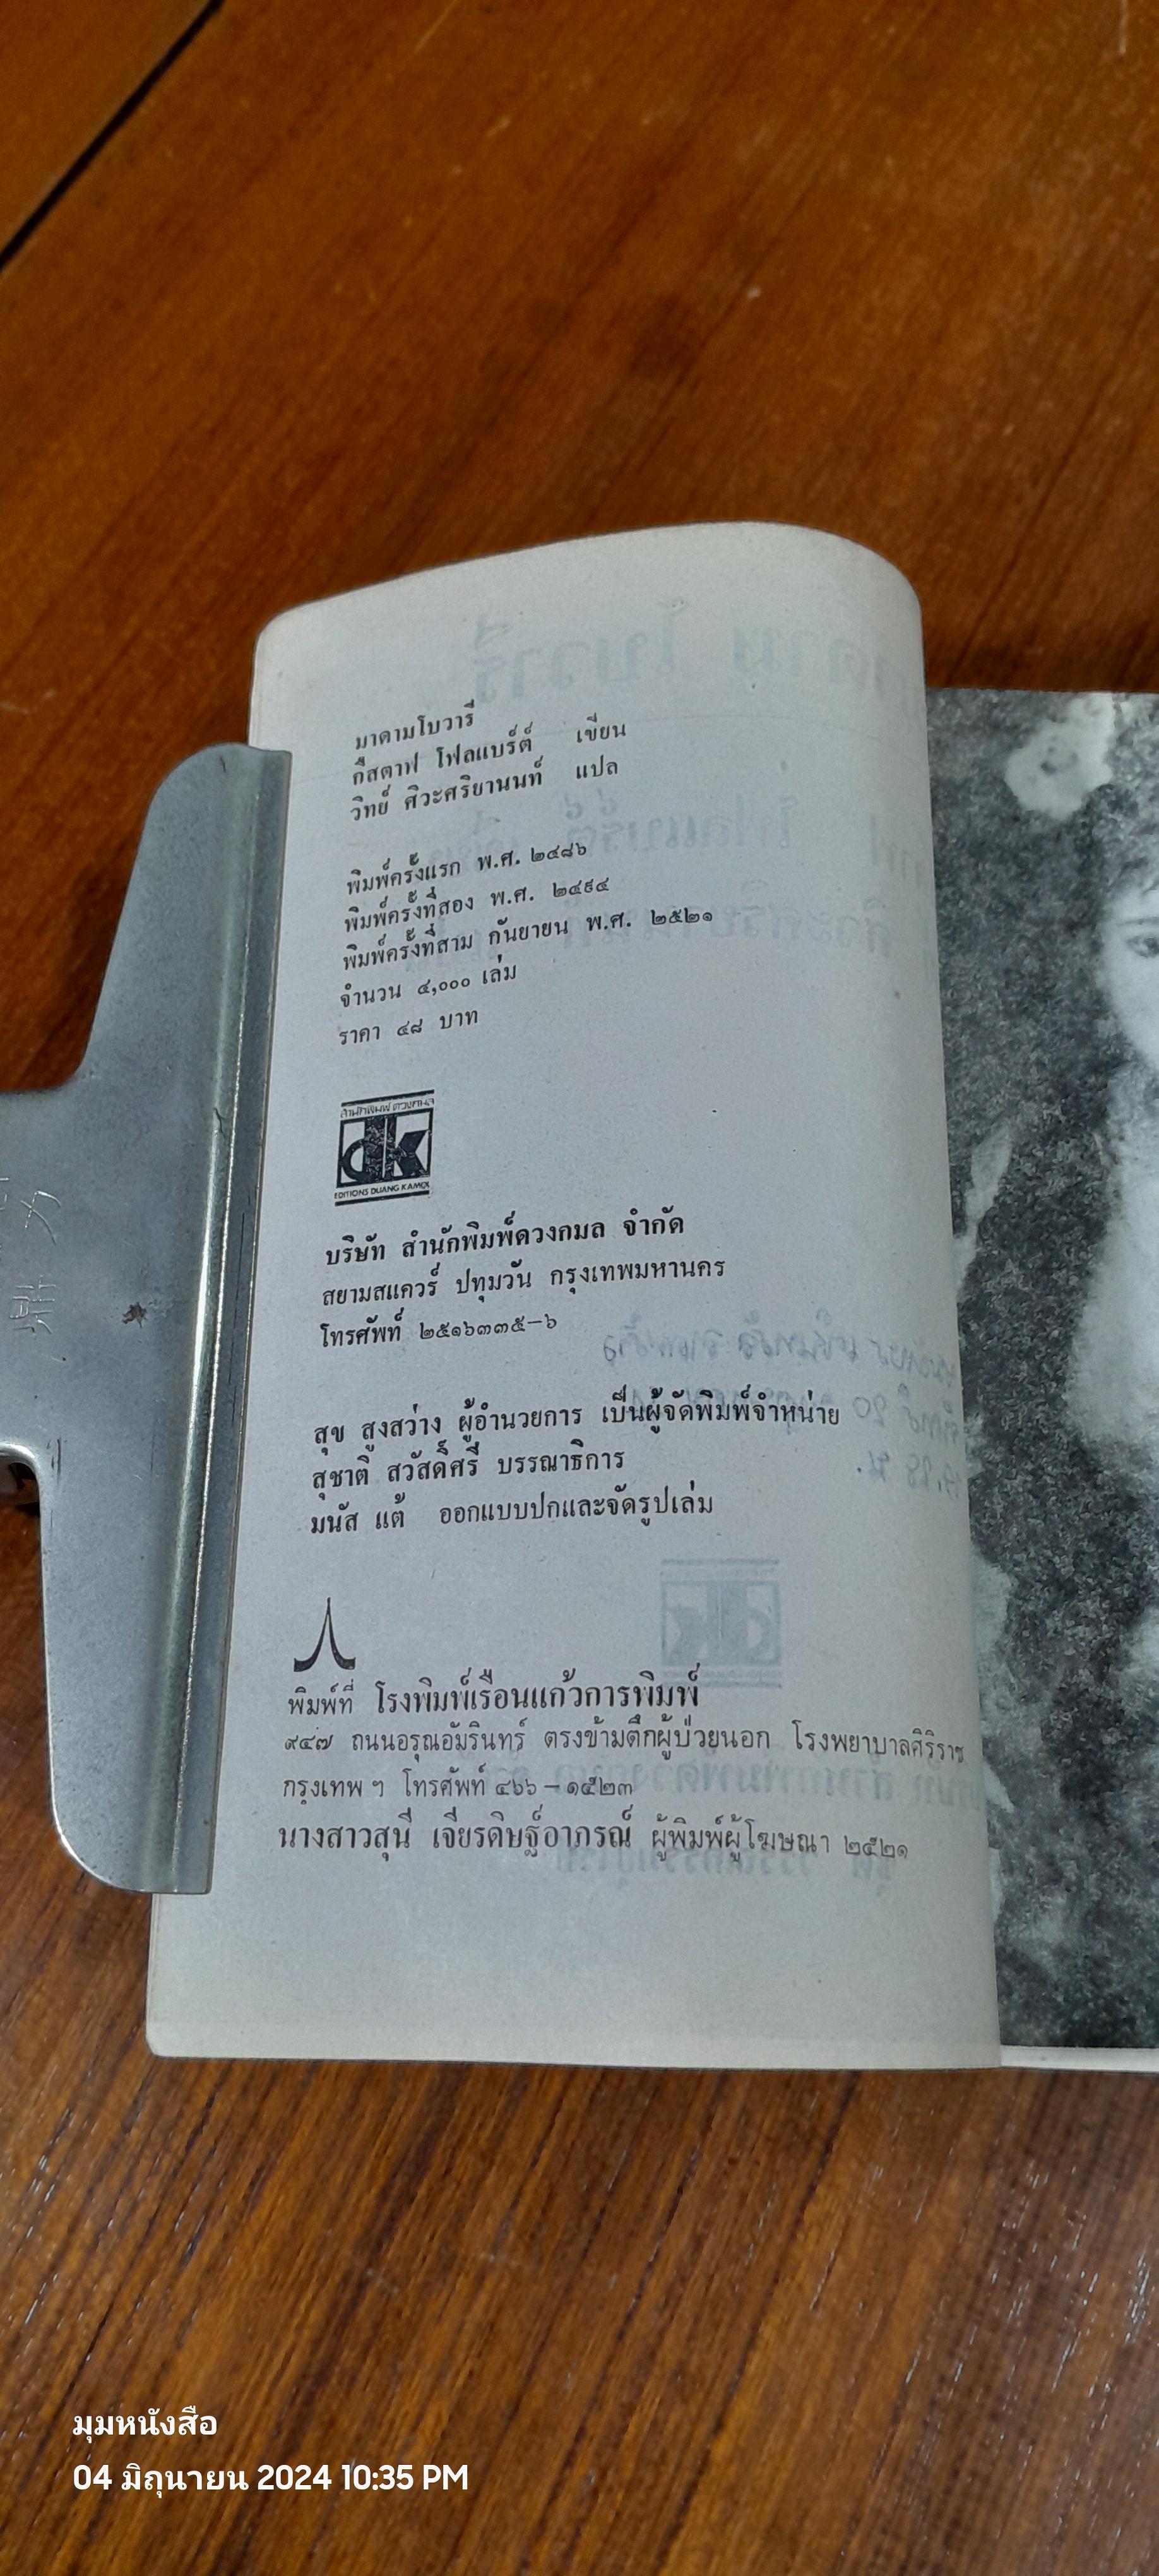 มาดามโบวารี
กืสตาฟ โฟลแบร์ต์ เขียน
วิทย์ ศิวะศริยานนท์ แปล
พิมพ์ครั้งแรก พ.ศ. ๒๔๘๖
พิมพ์ครั้งที่สอง พ.ศ. ๒๔๙๔
พิมพ์ครั้งที่สาม กันยายน พ.ศ. ๒๕๒๑
จำนวน ๔,๐๐๐ เล่ม
ราคา ๔๘ บาท
สำนักพิมพ์ ดวงกมล
dk
EDITIONS DUANG KAMOL
บริษัท สำนักพิมพ์ดวงกมล จำกัด
สยามสแควร์ ปทุมวัน กรุงเทพมหานคร
โทรศัพท์ ๒๕๑๖๓๓๕-๖
สุข สูงสว่าง ผู้อำนวยการ เป็นผู้จัดพิมพ์จำหน่าย
สุชาติ สวัสดิ์ศรี บรรณาธิการ
มนัส แต้ ออกแบบปกและจัดรูปเล่ม
พิมพ์ที่ โรงพิมพ์เรือนแก้วการพิมพ์
๙๔๗ ถนนอรุณอัมรินทร์ ตรงข้ามตึกผู้ป่วยนอก โรงพยาบาลศิริราช
กรุงเทพ ฯ โทรศัพท์ ๔๖๖ – ๑๕๒๓
นางสาวสุนี เจียรดิษฐ์อาภรณ์ ผู้พิมพ์ผู้โฆษณา ๒๕๒๑
มุมหนังสือ
04 มิถุนายน 2024 10:35 PM